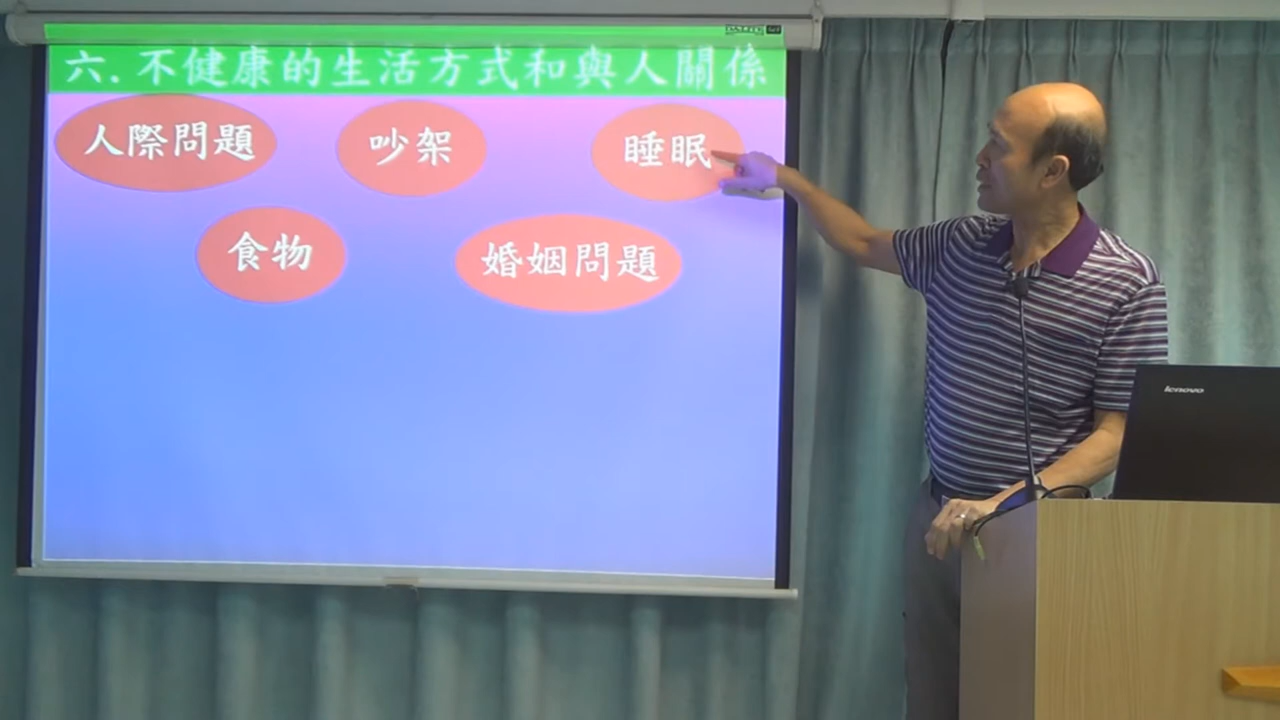 六.不健康的生活方式和與人關係
人際問題
吵架
睡眠
食物
婚姻問題
lenovo